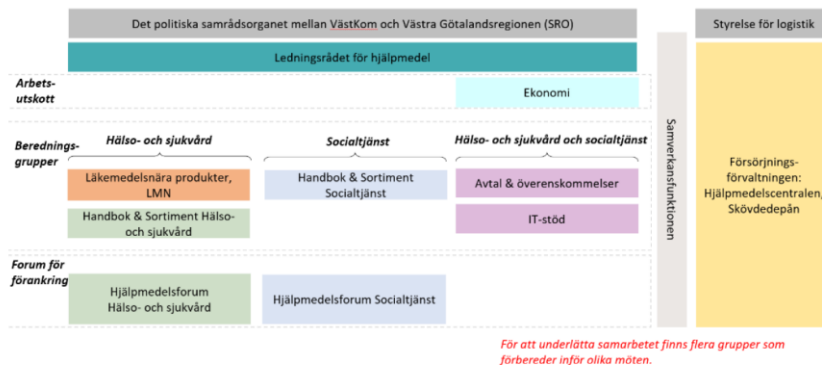 Det politiska samrådsorganet mellan VästKom och Västra Götalandsregionen (SRO)
Styrelse för logistik
Ledningsrådet för hjälpmedel
Arbets-
utskott
Ekonomi
Berednings-
grupper
Hälso- och sjukvård
Socialtjänst
Hälso- och sjukvård och socialtjänst
Läkemedelsnära produkter,
LMN
Handbok & Sortiment
Socialtjänst
Avtal & överenskommelser
Handbok & Sortiment Hälso-
och sjukvård
IT-stöd
Samverkansfunktionen
Försörjnings-
förvaltningen:
Hjälpmedelscentralen,
Skövdedepån
Forum för
förankring
Hjälpmedelsforum
Hälso- och sjukvård
Hjälpmedelsforum Socialtjänst
För att underlätta samarbetet finns flera grupper som
förbereder inför olika möten.